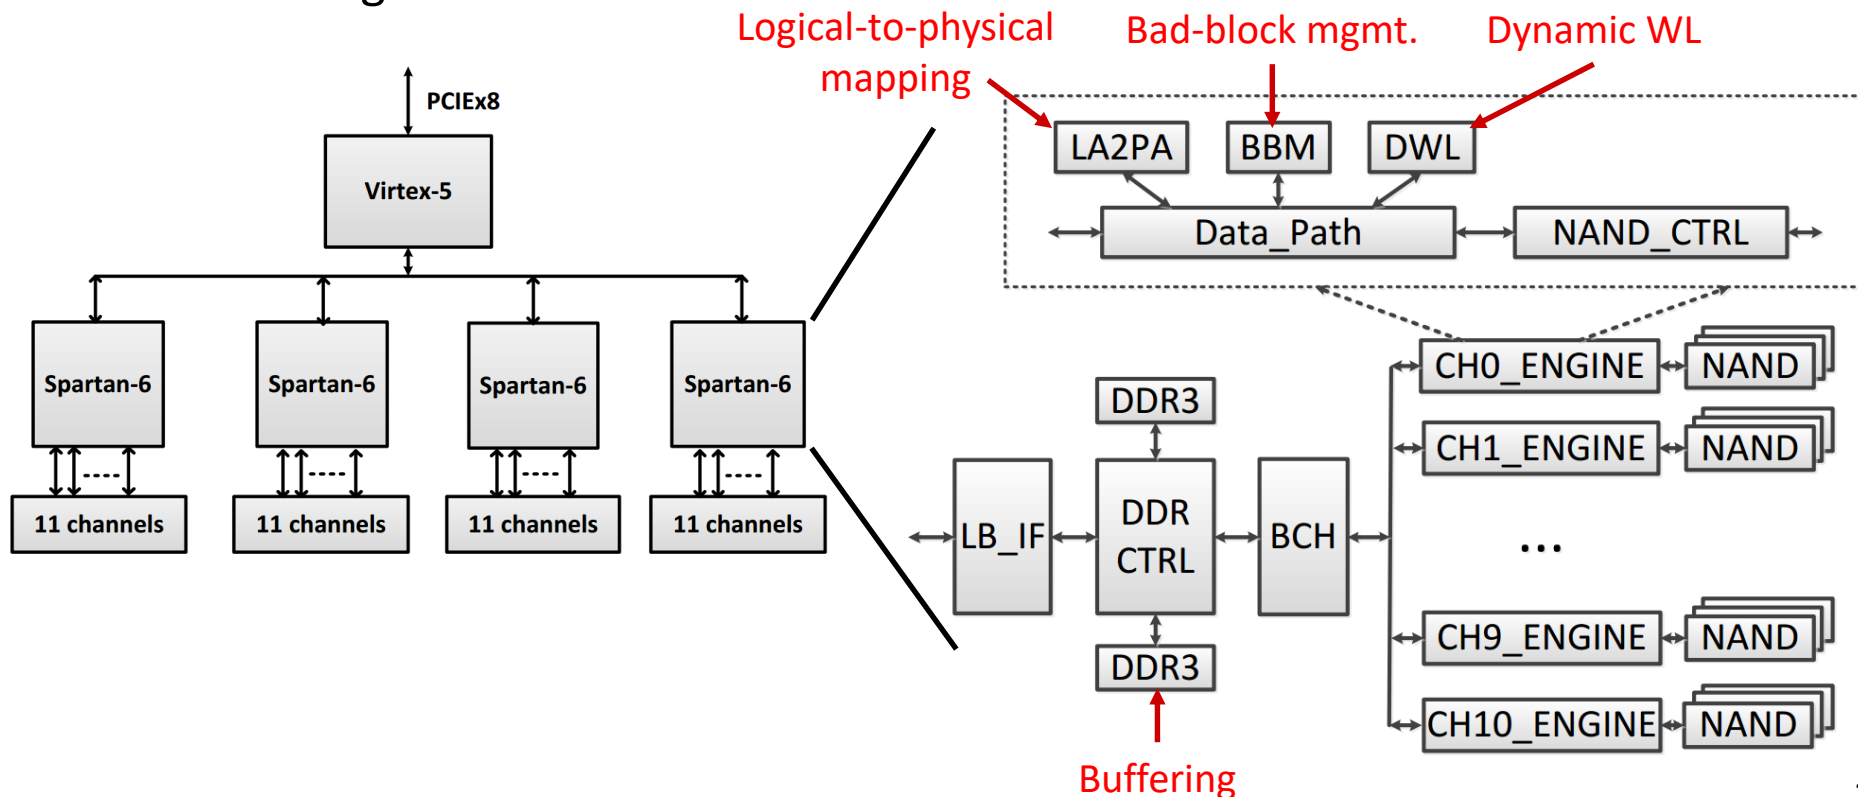 Logical-to-physical
mapping
Bad-block mgmt.
Dynamic WL
PCIEx8
Virtex-5
Spartan-6
Spartan-6
Spartan-6
Spartan-6
11 channels
11 channels
11 channels
11 channels
LA2PA
BBM
DWL
Data_Path
NAND_CTRL
CH0_ENGINE
NAND
DDR3
CH1_ENGINE
NAND
LB_IF
DDR
CTRL
BCH
...
CH9_ENGINE
NAND
DDR3
CH10_ENGINE
NAND
Buffering